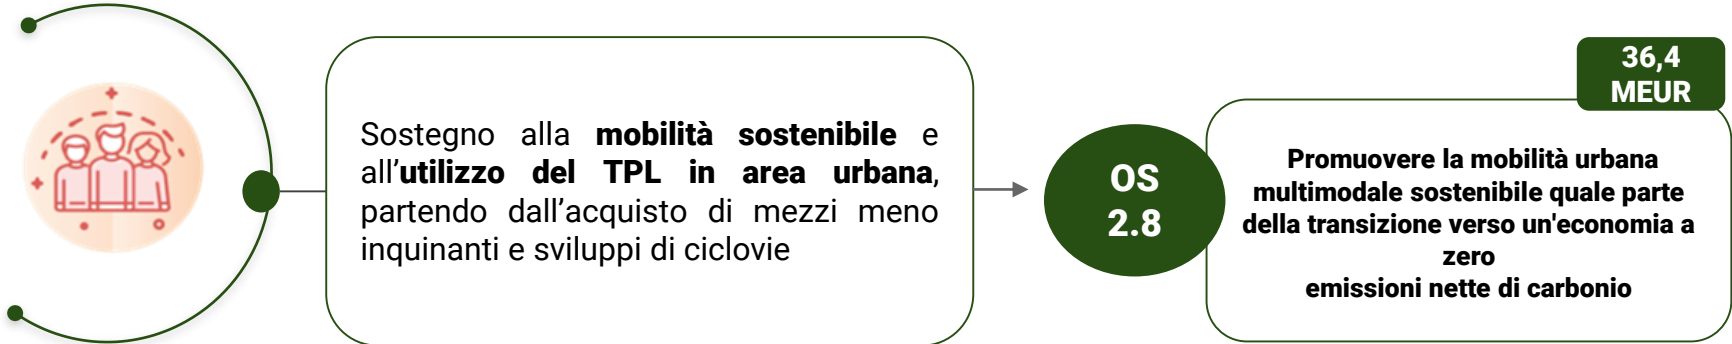 Sostegno alla mobilità sostenibile e
all'utilizzo del TPL in area urbana,
partendo dall'acquisto di mezzi meno
inquinanti e sviluppi di ciclovie
OS
2.8
36,4
MEUR
Promuovere la mobilità urbana
multimodale sostenibile quale parte
della transizione verso un'economia a
zero
emissioni nette di carbonio